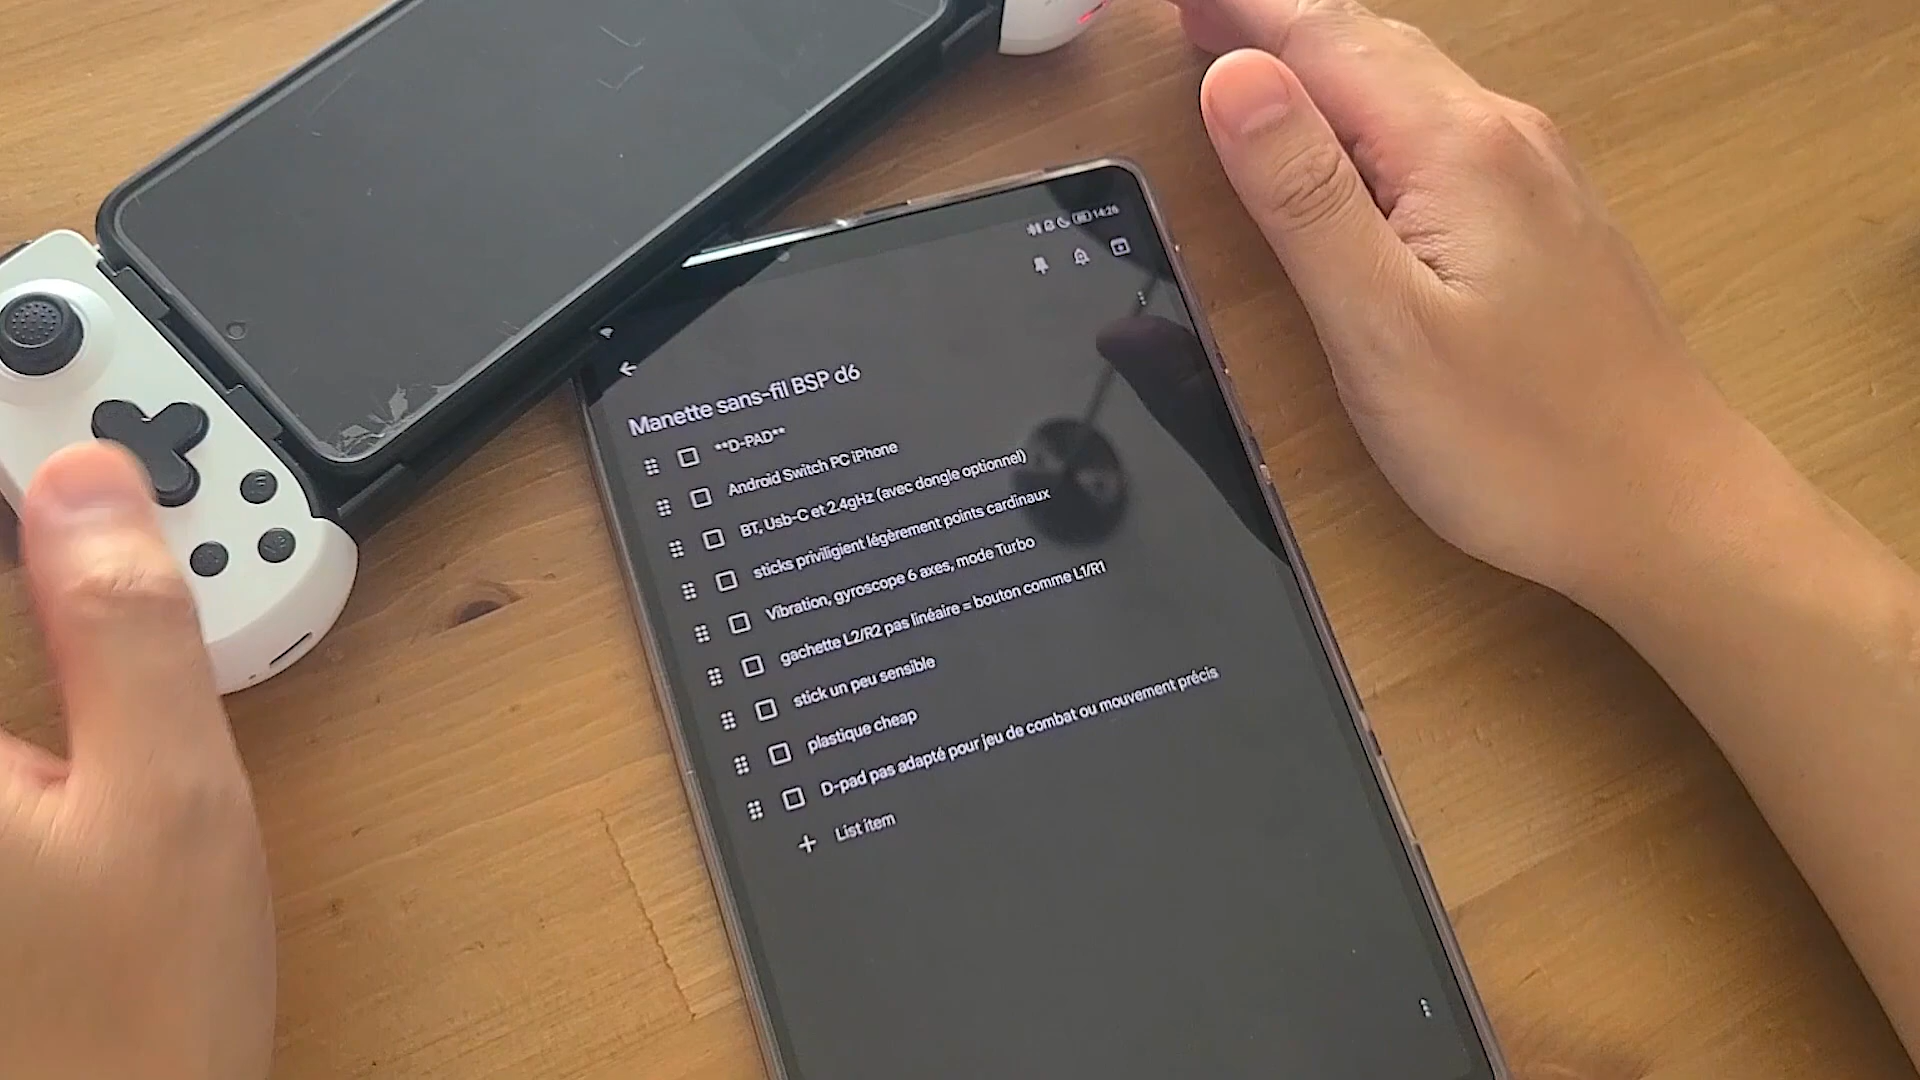 14:26
Manette sans-fil BSP d6
**D-PAD**
Android Switch PC iPhone
BT, Usb-C et 2.4gHz (avec dongle optionnel)
sticks priviligient légèrement points cardinaux
Vibration, gyroscope 6 axes, mode Turbo
gachette L2/R2 pas linéaire = bouton comme L1/R1
stick un peu sensible
plastique cheap
D-pad pas adapté pour jeu de combat ou mouvement précis
List item